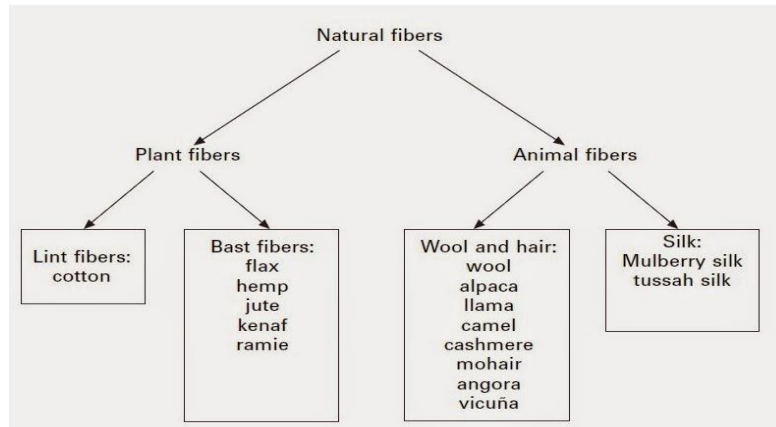 Natural fibers
Plant fibers
Animal fibers
Lint fibers:
cotton
Bast fibers:
flax
hemp
jute
kenaf
ramie
Wool and hair:
wool
alpaca
llama
camel
cashmere
mohair
angora
vicuña
Silk:
Mulberry silk
tussah silk